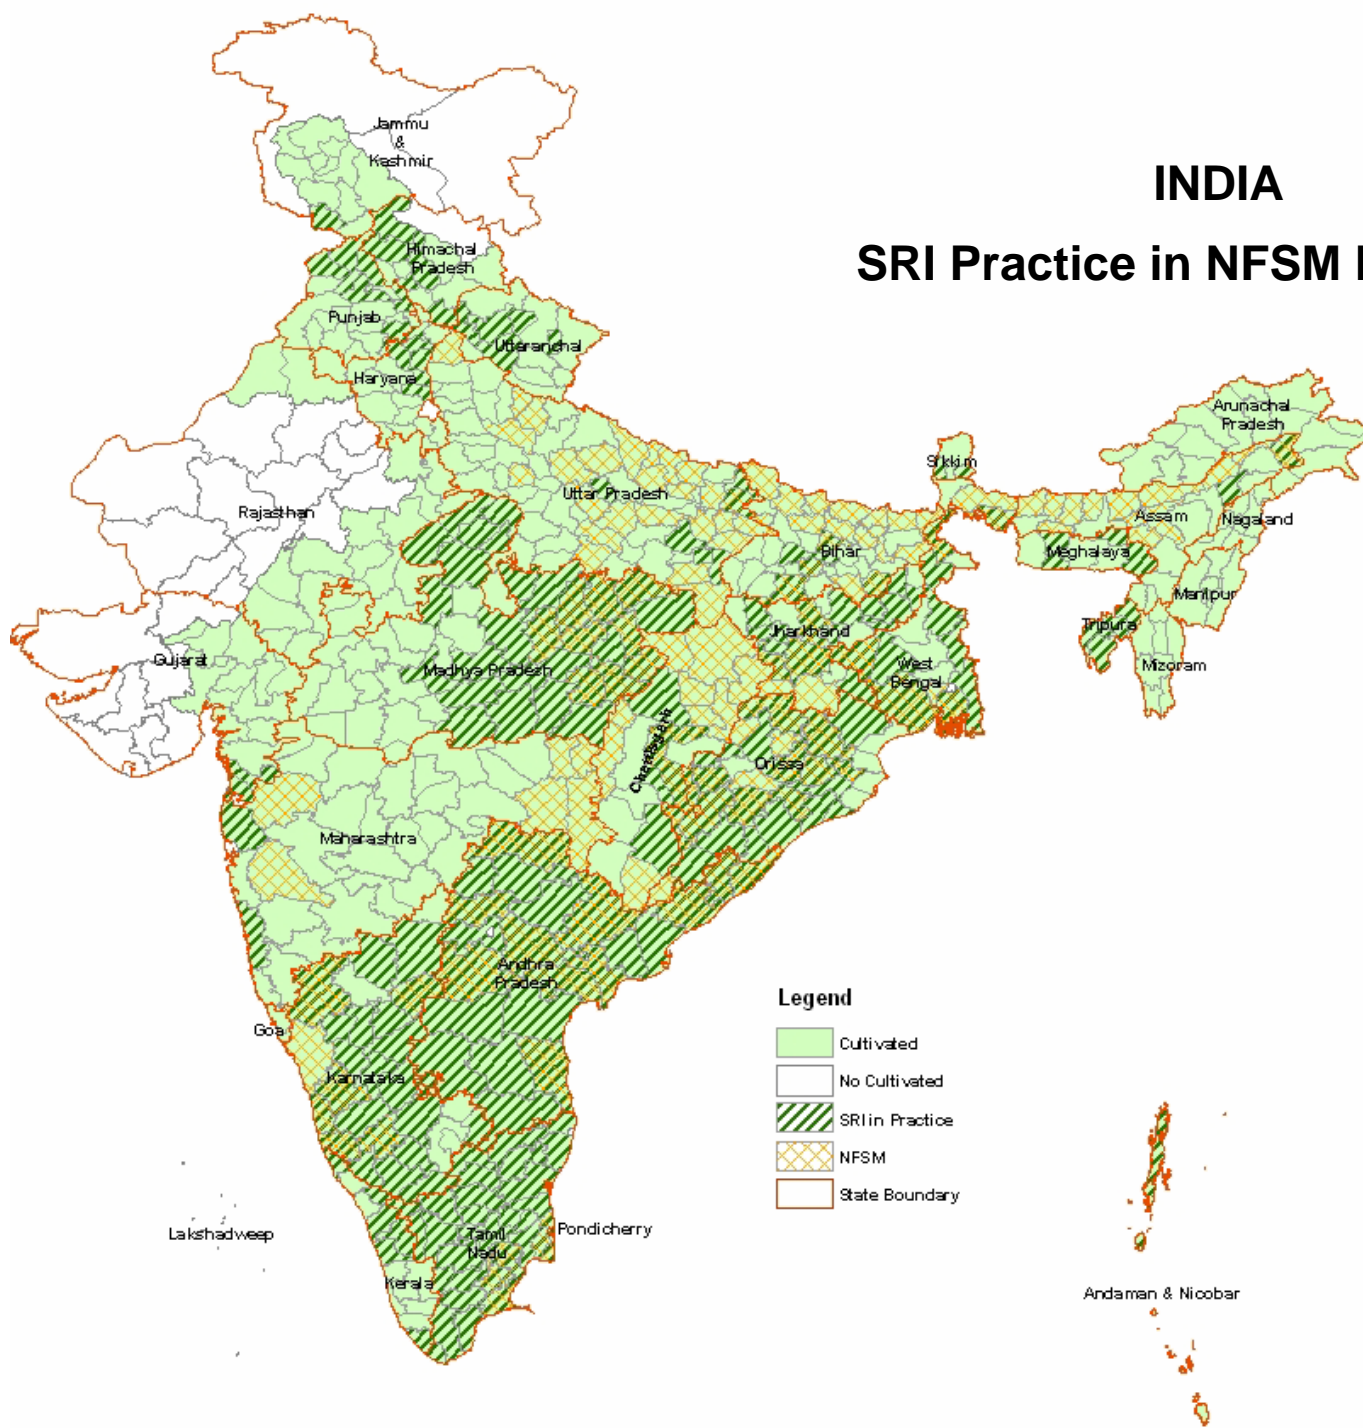 INDIA
SRI Practice in NFSM
Jammu
&
Kashmir
Himachal
Pradesh
Punjab
Uttaranchal
Haryana
Arunachal
Pradesh
Sikkim
Uttar Pradesh
Rajasthan
Assam
Nagaland
Bihar
Meghalaya
Manipur
Tripura
Jharkhand
Gujarat
Madhya Pradesh
West
Bengal
Mizoram
Orissa
Maharashtra
Andhra
Pradesh
Goa
Karnataka
Legend
Cultivated
No Cultivated
SRI in Practice
NFSM
State Boundary
Lakshadweep
Tamil
Nadu
Pondicherry
Kerala
Andaman & Nicobar